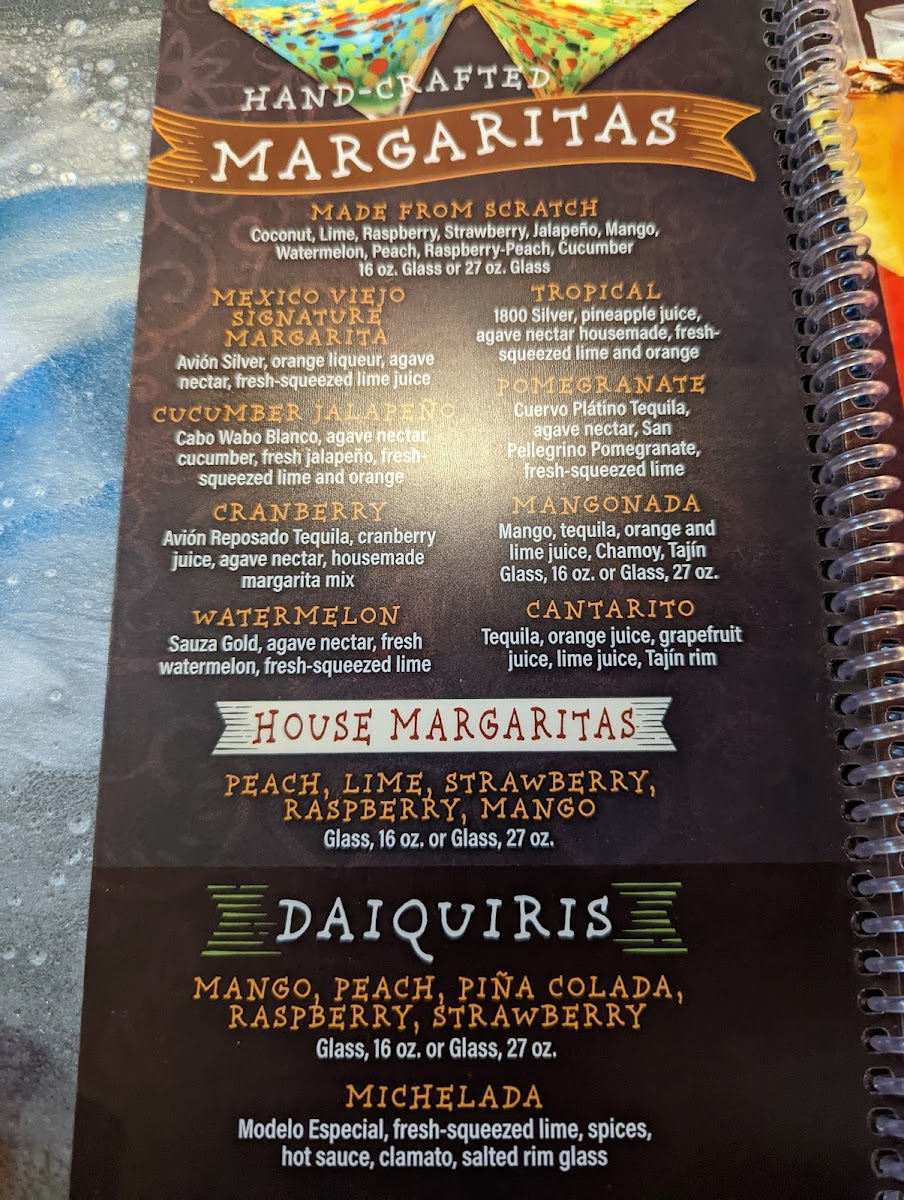 HAND-CRAFTED
MARGARITAS
MADE FROM SCRATCH
Coconut, Lime, Raspberry, Strawberry, Jalapeño, Mango,
Watermelon, Peach, Raspberry-Peach, Cucumber
16 oz. Glass or 27 oz. Glass
MEXICO VIEJO
SIGNATURE
MARGARITA
Avión Silver, orange liqueur, agave
nectar, fresh-squeezed lime juice
CUCUMBER JALAPEÑO
Cabo Wabo Blanco, agave nectar,
cucumber, fresh jalapeño, fresh-
squeezed lime and orange
CRANBERRY
Avión Reposado Tequila, cranberry
juice, agave nectar, housemade
margarita mix
WATERMELON
Sauza Gold, agave nectar, fresh
watermelon, fresh-squeezed lime
TROPICAL
1800 Silver, pineapple juice,
agave nectar housemade, fresh-
squeezed lime and orange
POMEGRANATE
Cuervo Plátino Tequila,
agave nectar, San
Pellegrino Pomegranate,
fresh-squeezed lime
MANGONADA
Mango, tequila, orange and
lime juice, Chamoy, Tajín
Glass, 16 oz. or Glass, 27 oz.
CANTARITO
Tequila, orange juice, grapefruit
juice, lime juice, Tajín rim
HOUSE MARGARITAS
PEACH, LIME, STRAWBERRY,
RASPBERRY, MANGO
Glass, 16 oz. or Glass, 27 oz.
DAIQUIRIS
MANGO, PEACH, PIÑA COLADA,
RASPBERRY, STRAWBERRY
Glass, 16 oz. or Glass, 27 oz.
MICHELADA
Modelo Especial, fresh-squeezed lime, spices,
hot sauce, clamato, salted rim glass